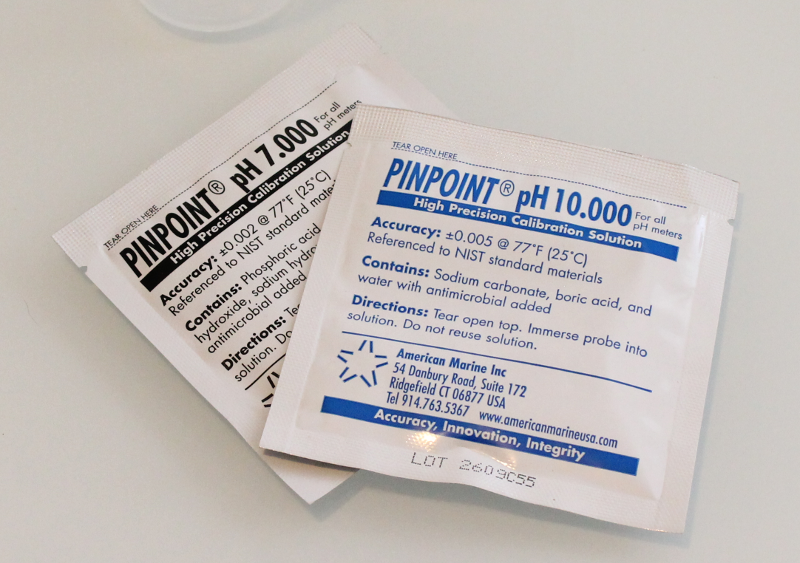 TEAR OPEN HERE
PINPOINT® pH 7.000 For all
pH meters
High Precision Calibration Solution
Accuracy: ±0.002 @ 77°F (25°C)
Referenced to NIST standard
Contains: Phosphoric acid
hydroxide, sodium
antimicrobial added
Directions:
solution.
TEAR OPEN HERE
PINPOINT® pH 10.000 For all
pH meters
High Precision Calibration Solution
Accuracy: ±0.005 @ 77°F (25°C)
Referenced to NIST standard materials
Contains: Sodium carbonate, boric acid, and
water with antimicrobial added
Directions: Tear open top. Immerse probe into
solution. Do not reuse solution.
American Marine Inc
54 Danbury Road, Suite 172
Ridgefield CT 06877 USA
Tel 914.763.5367 www.americanmarineusa.com
Accuracy, Innovation, Integrity
LOT 2609C55